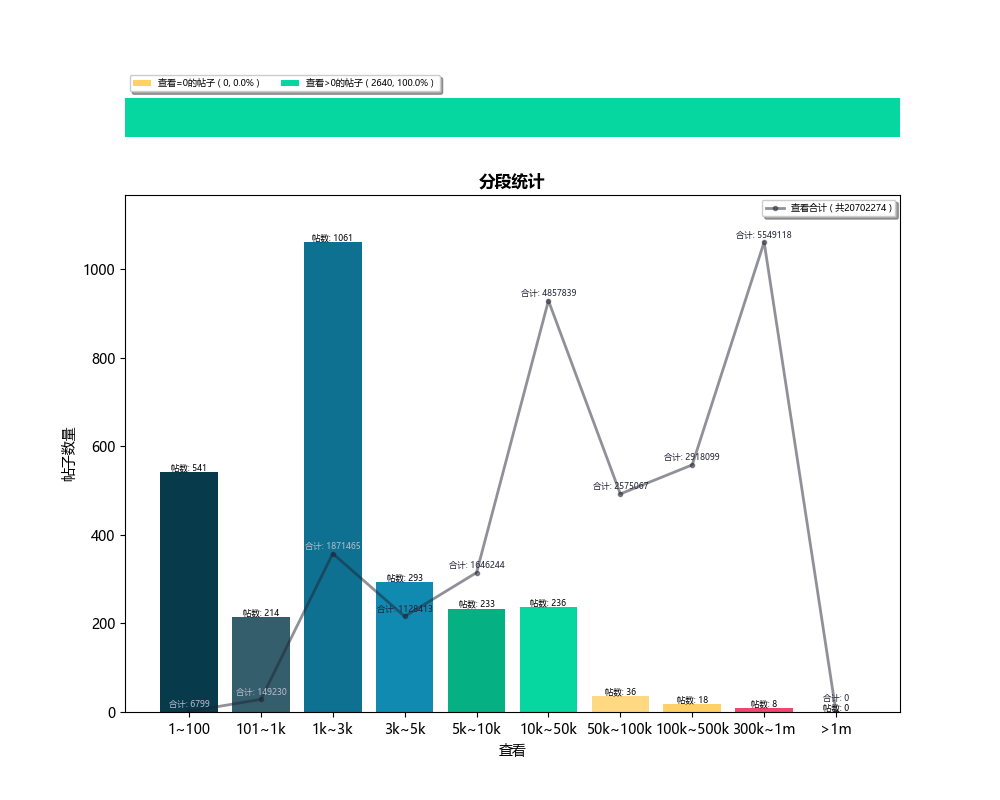 查看=0的帖子 ( 0, 0.0% ) 查看>0的帖子 ( 2640, 100.0% )
分段统计
查看合计 ( 共20702274 )
帖子数量
1000
800
600
400
200
0
帖数: 541
帖数: 214
帖数: 1061
帖数: 293
帖数: 233
帖数: 236
帖数: 36
帖数: 18
帖数: 8
帖数: 0
合计: 6799
合计: 149230
合计: 1871465
合计: 1128413
合计: 1646244
合计: 4857839
合计: 2575067
合计: 2918099
合计: 5549118
合计: 0
1~100 101~1k 1k~3k 3k~5k 5k~10k 10k~50k 50k~100k 100k~500k 300k~1m >1m
查看